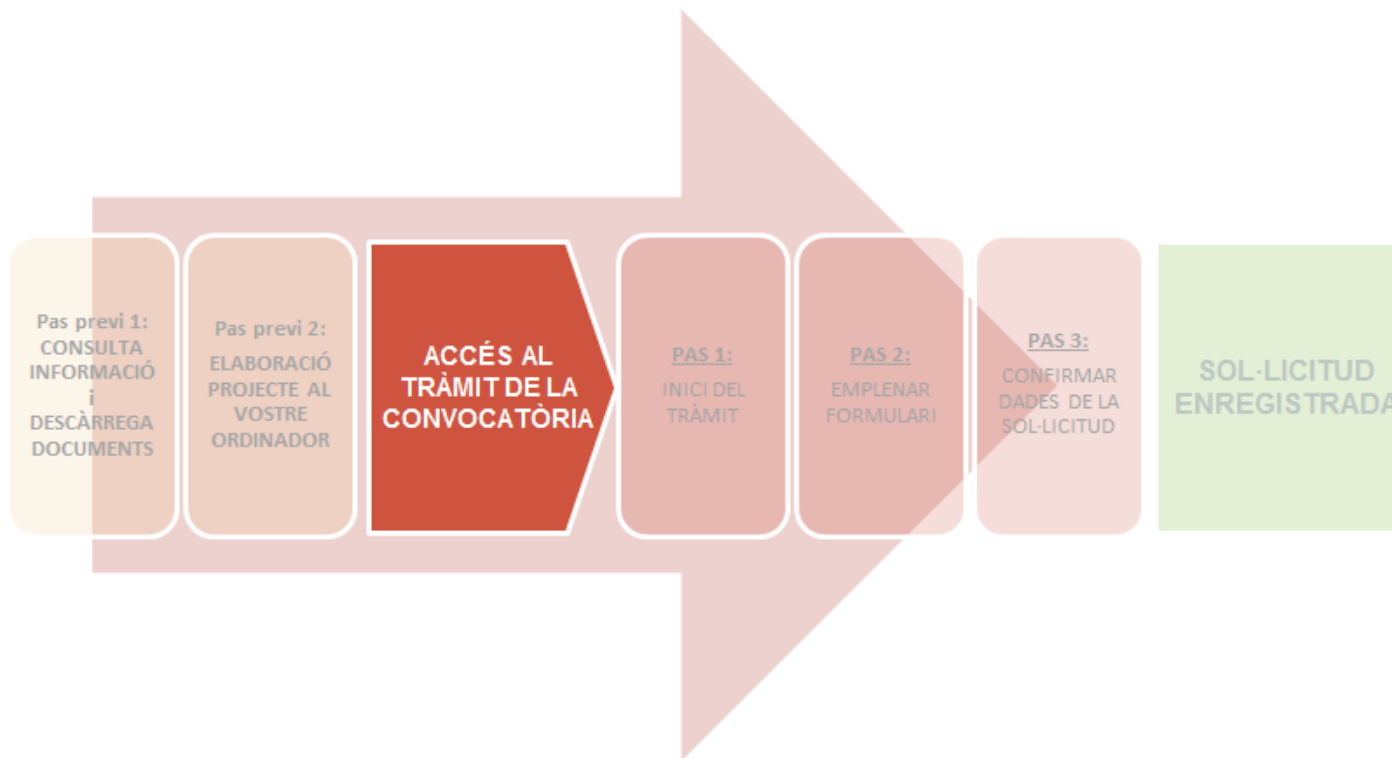 Pas previ 1:
CONSULTA
INFORMACIÓ
i
DESCÀRREGA
DOCUMENTS
Pas previ 2:
ELABORACIÓ
PROJECTE AL
VOSTRE
ORDINADOR
ACCÉS AL
TRÀMIT DE LA
CONVOCATÒRIA
PAS 1:
INICI DEL
TRÀMIT
PAS 2:
EMPLENAR
FORMULARI
PAS 3:
CONFIRMAR
DADES DE LA
SOL·LICITUD
SOL·LICITUD
ENREGISTRADA